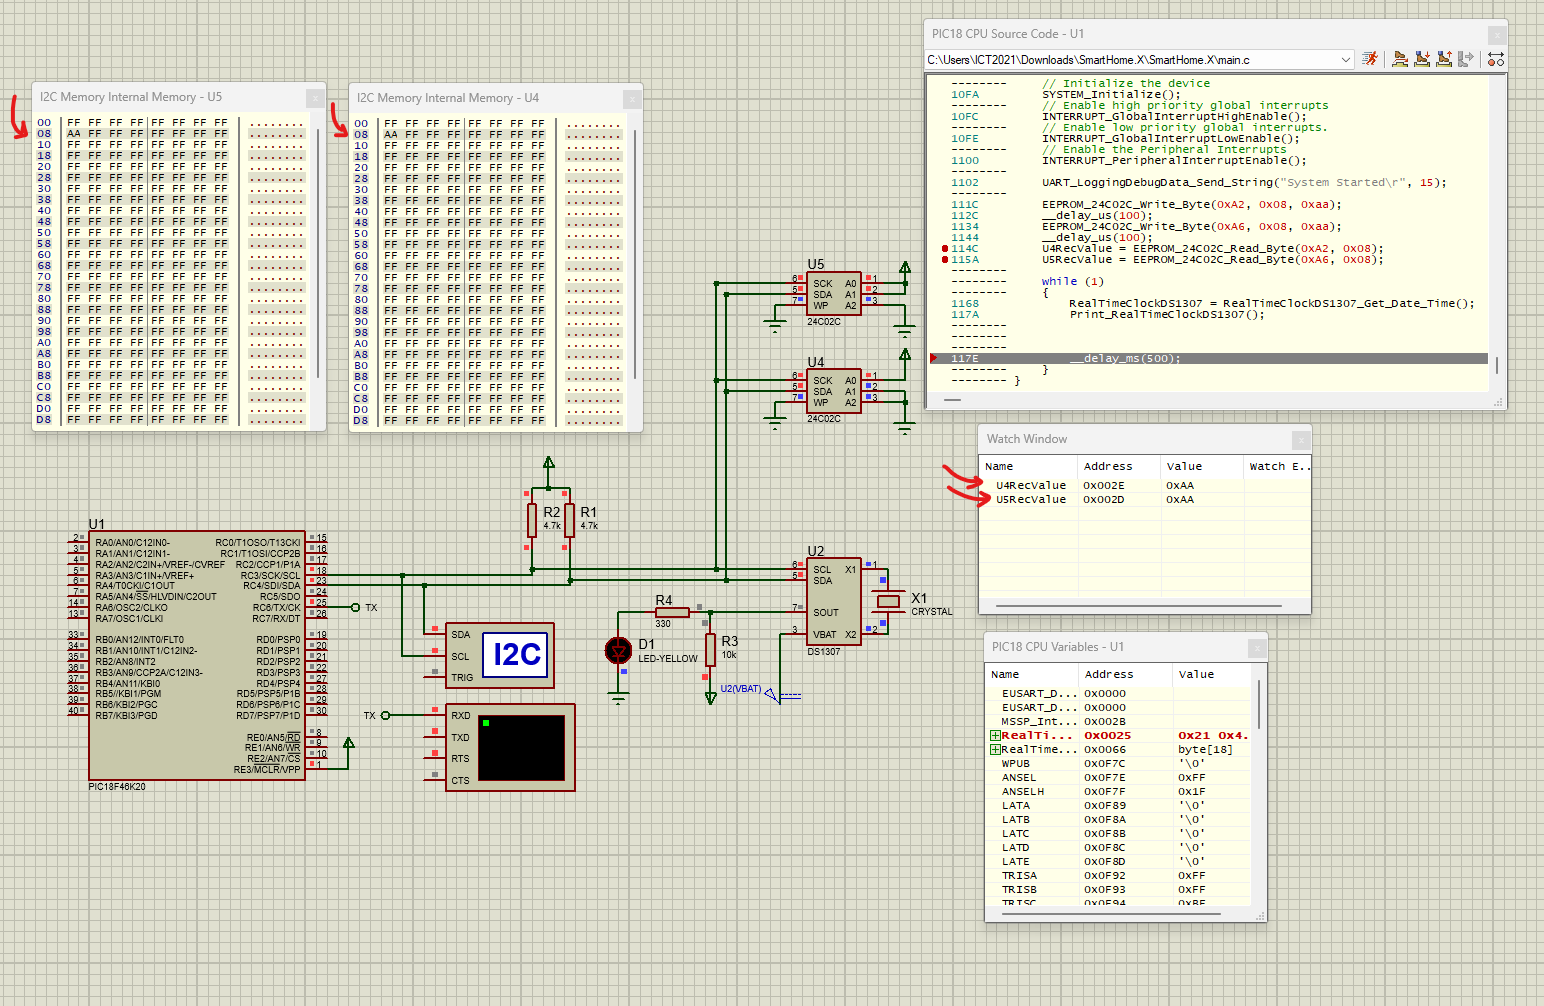 PIC18 CPU Source Code - U1
C:\Users\ICT2021\Downloads\SmartHome.X\SmartHome.X\main.c
-------- // Initialize the device
10FA SYSTEM_Initialize();
-------- // Enable high priority global interrupts
10FC INTERRUPT_GlobalInterruptHighEnable();
-------- // Enable low priority global interrupts.
10FE INTERRUPT_GlobalInterruptLowEnable();
-------- // Enable the Peripheral Interrupts
1100 INTERRUPT_PeripheralInterruptEnable();
--------
1102 UART_LoggingDebugData_Send_String("System Started\r", 15);
--------
111C EEPROM_24C02C_Write_Byte(0xA2, 0x08, 0xaa);
112C __delay_us(100);
1134 EEPROM_24C02C_Write_Byte(0xA6, 0x08, 0xaa);
1144 __delay_us(100);
114C U4RecValue = EEPROM_24C02C_Read_Byte(0xA2, 0x08);
115A U5RecValue = EEPROM_24C02C_Read_Byte(0xA6, 0x08);
--------
-------- while (1)
-------- {
1168 RealTimeClockDS1307 = RealTimeClockDS1307_Get_Date_Time();
117A Print_RealTimeClockDS1307();
--------
--------
--------
117E __delay_ms(500);
-------- }
-------- }
I2C Memory Internal Memory - U5
00 FF FF FF FF FF FF FF FF ........
08 AA FF FF FF FF FF FF FF ........
10 FF FF FF FF FF FF FF FF ........
18 FF FF FF FF FF FF FF FF ........
20 FF FF FF FF FF FF FF FF ........
28 FF FF FF FF FF FF FF FF ........
30 FF FF FF FF FF FF FF FF ........
38 FF FF FF FF FF FF FF FF ........
40 FF FF FF FF FF FF FF FF ........
48 FF FF FF FF FF FF FF FF ........
50 FF FF FF FF FF FF FF FF ........
58 FF FF FF FF FF FF FF FF ........
60 FF FF FF FF FF FF FF FF ........
68 FF FF FF FF FF FF FF FF ........
70 FF FF FF FF FF FF FF FF ........
78 FF FF FF FF FF FF FF FF ........
80 FF FF FF FF FF FF FF FF ........
88 FF FF FF FF FF FF FF FF ........
90 FF FF FF FF FF FF FF FF ........
98 FF FF FF FF FF FF FF FF ........
A0 FF FF FF FF FF FF FF FF ........
A8 FF FF FF FF FF FF FF FF ........
B0 FF FF FF FF FF FF FF FF ........
B8 FF FF FF FF FF FF FF FF ........
C0 FF FF FF FF FF FF FF FF ........
C8 FF FF FF FF FF FF FF FF ........
D0 FF FF FF FF FF FF FF FF ........
D8 FF FF FF FF FF FF FF FF ........
I2C Memory Internal Memory - U4
00 FF FF FF FF FF FF FF FF ........
08 AA FF FF FF FF FF FF FF ........
10 FF FF FF FF FF FF FF FF ........
18 FF FF FF FF FF FF FF FF ........
20 FF FF FF FF FF FF FF FF ........
28 FF FF FF FF FF FF FF FF ........
30 FF FF FF FF FF FF FF FF ........
38 FF FF FF FF FF FF FF FF ........
40 FF FF FF FF FF FF FF FF ........
48 FF FF FF FF FF FF FF FF ........
50 FF FF FF FF FF FF FF FF ........
58 FF FF FF FF FF FF FF FF ........
60 FF FF FF FF FF FF FF FF ........
68 FF FF FF FF FF FF FF FF ........
70 FF FF FF FF FF FF FF FF ........
78 FF FF FF FF FF FF FF FF ........
80 FF FF FF FF FF FF FF FF ........
88 FF FF FF FF FF FF FF FF ........
90 FF FF FF FF FF FF FF FF ........
98 FF FF FF FF FF FF FF FF ........
A0 FF FF FF FF FF FF FF FF ........
A8 FF FF FF FF FF FF FF FF ........
B0 FF FF FF FF FF FF FF FF ........
B8 FF FF FF FF FF FF FF FF ........
C0 FF FF FF FF FF FF FF FF ........
C8 FF FF FF FF FF FF FF FF ........
D0 FF FF FF FF FF FF FF FF ........
D8 FF FF FF FF FF FF FF FF ........
U5
6 SCK A0 1
5 SDA A1 2
7 WP A2 3
24C02C
U4
6 SCK A0 1
5 SDA A1 2
7 WP A2 3
24C02C
Watch Window
Name Address Value Watch E..
U4RecValue 0x002E 0xAA
U5RecValue 0x002D 0xAA
R2
4.7k
R1
4.7k
U1
2 RA0/AN0/C12IN0- RC0/T1OSO/T13CKI 15
3 RA1/AN1/C12IN1- RC1/T1OSI/CCP2B 16
4 RA2/AN2/C2IN+/VREF-/CVREF RC2/CCP1/P1A 17
5 RA3/AN3/C1IN+/VREF+ RC3/SCK/SCL 18
6 RA4/T0CKI/C1OUT RC4/SDI/SDA 23
7 RA5/AN4/SS/HLVDIN/C2OUT RC5/SDO 24
14 RA6/OSC2/CLKO RC6/TX/CK 25
13 RA7/OSC1/CLKI RC7/RX/DT 26
33 RB0/AN12/INT0/FLT0 RD0/PSP0 19
34 RB1/AN10/INT1/C12IN2- RD1/PSP1 20
35 RB2/AN8/INT2 RD2/PSP2 21
36 RB3/AN9/CCP2A/C12IN3- RD3/PSP3 22
37 RB4/AN11/KBI0 RD4/PSP4 27
38 RB5//KBI1/PGM RD5/PSP5/P1B 28
39 RB6/KBI2/PGC RD6/PSP6/P1C 29
40 RB7/KBI3/PGD RD7/PSP7/P1D 30
RE0/AN5/RD 8
RE1/AN6/WR 9
RE2/AN7/CS 10
RE3/MCLR/VPP 1
PIC18F46K20
TX
SDA
SCL
TRIG
I2C
TX
RXD
TXD
RTS
CTS
R4
330
D1
LED-YELLOW
R3
10k
U2(VBAT)
U2
6 SCL X1 1
5 SDA
7 SOUT
3 VBAT X2 2
DS1307
X1
CRYSTAL
PIC18 CPU Variables - U1
Name Address Value
EUSART_D... 0x0000
EUSART_D... 0x0000
MSSP_Int... 0x002B
RealTi... 0x0025 0x21 0x4.
RealTime... 0x0066 byte[18]
WPUB 0x0F7C '\0'
ANSEL 0x0F7E 0xFF
ANSELH 0x0F7F 0x1F
LATA 0x0F89 '\0'
LATB 0x0F8A '\0'
LATC 0x0F8B '\0'
LATD 0x0F8C '\0'
LATE 0x0F8D '\0'
TRISA 0x0F92 0xFF
TRISB 0x0F93 0xFF
TRISC 0x0F94 0xBF